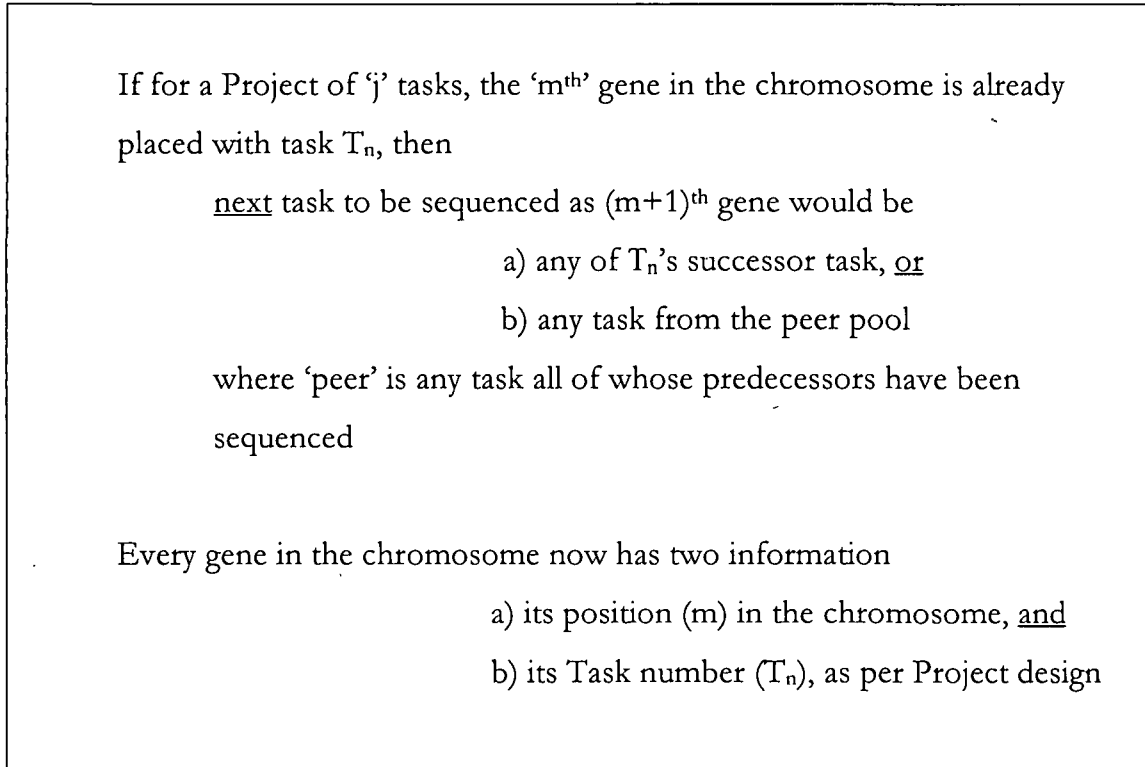 If for a Project of ‘j’ tasks, the ‘mth’ gene in the chromosome is already
placed with task Tn, then
next task to be sequenced as (m+1)th gene would be
a) any of Tn’s successor task, or
b) any task from the peer pool
where ‘peer’ is any task all of whose predecessors have been
sequenced
Every gene in the chromosome now has two information
a) its position (m) in the chromosome, and
b) its Task number (Tn), as per Project design